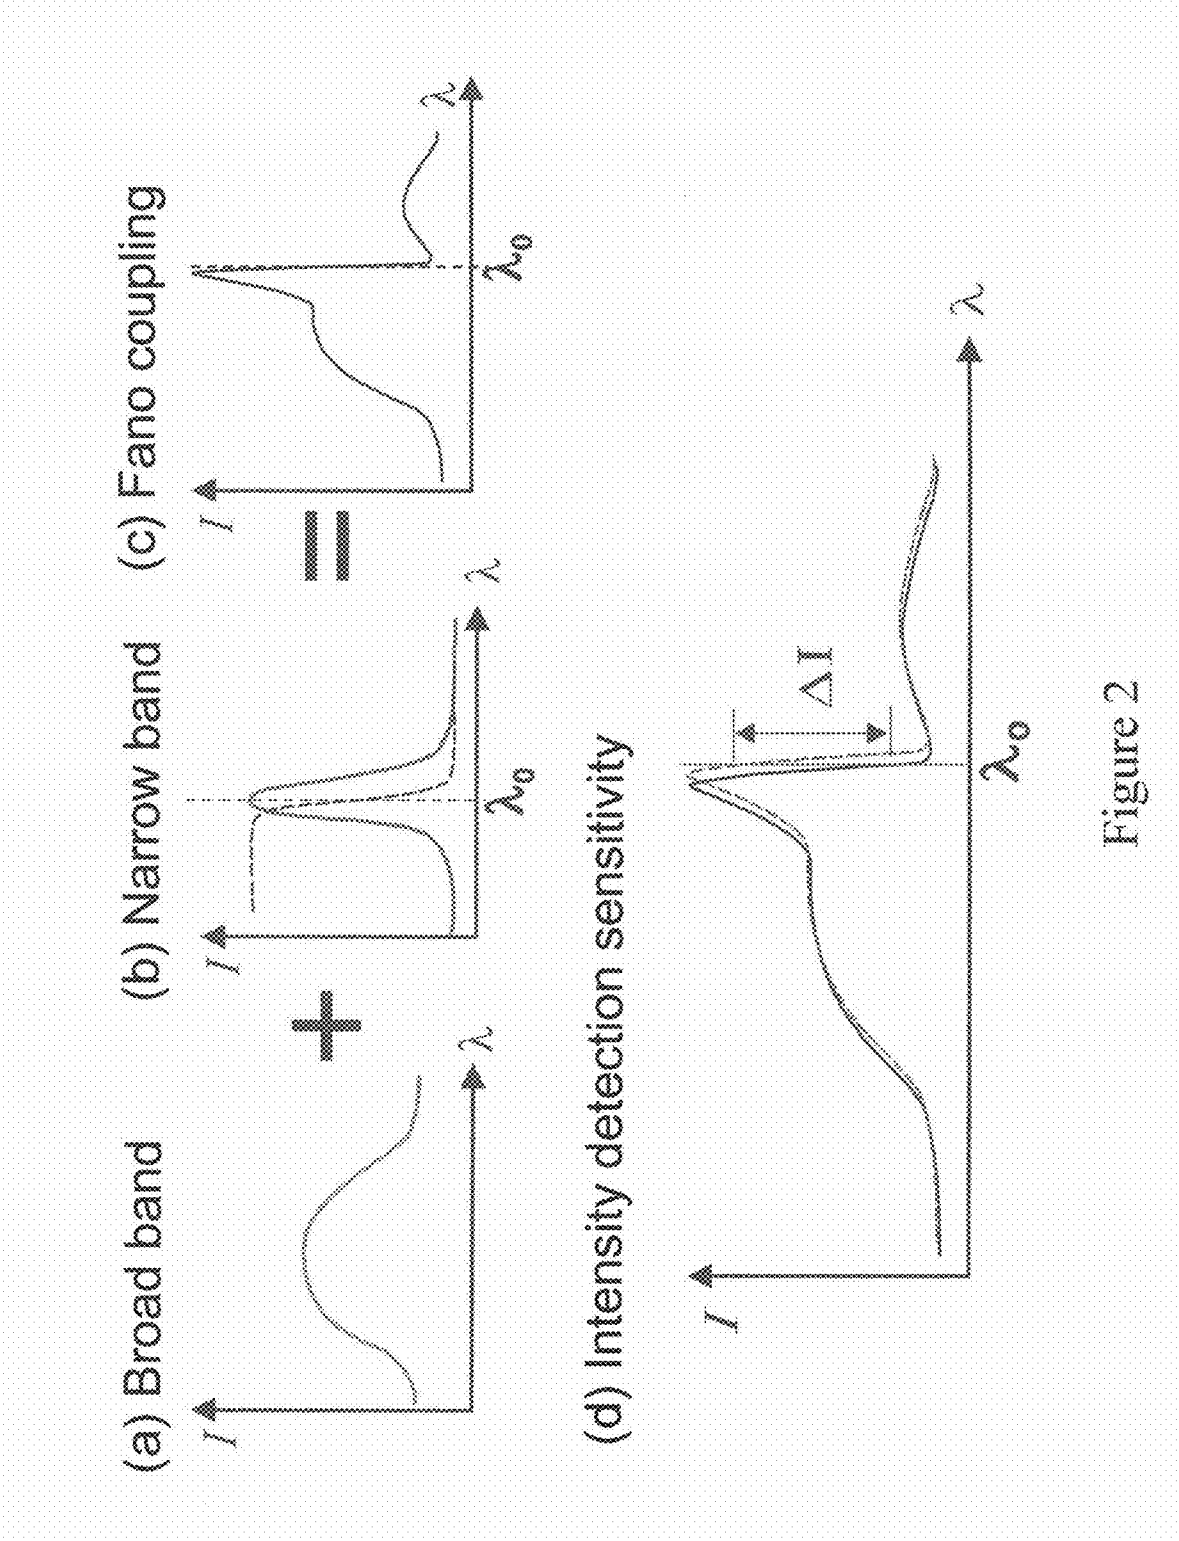 (a) Broad band
I
λ
+
(b) Narrow band
I
λ
λ₀
=
(c) Fano coupling
I
λ
λ₀
(d) Intensity detection sensitivity
I
ΔI
λ
λ₀
Figure 2